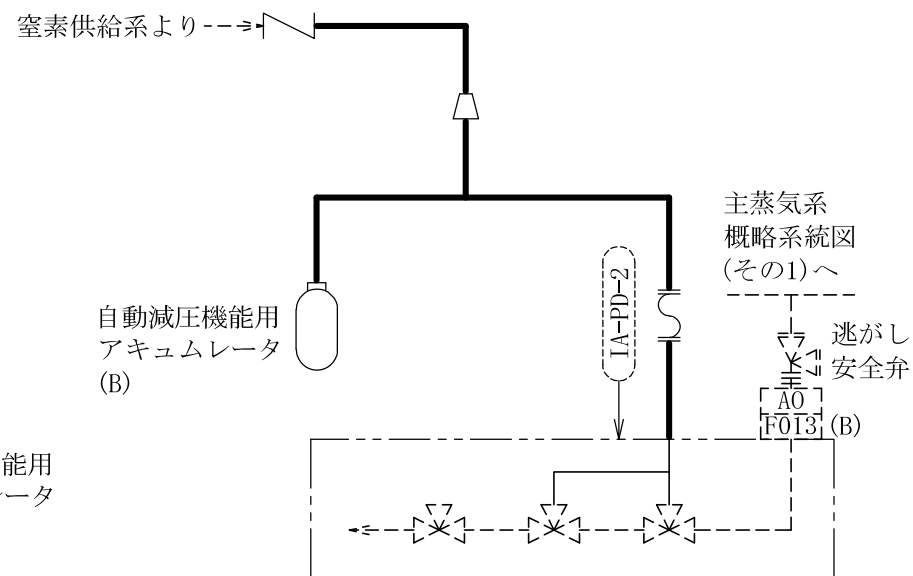 窒素供給系より
主蒸気系
概略系統図
(その1)へ
IA-PD-2
自動減圧機能用
アキュムレータ
(B)
逃がし
安全弁
AO
F013 (B)
能用
ータ